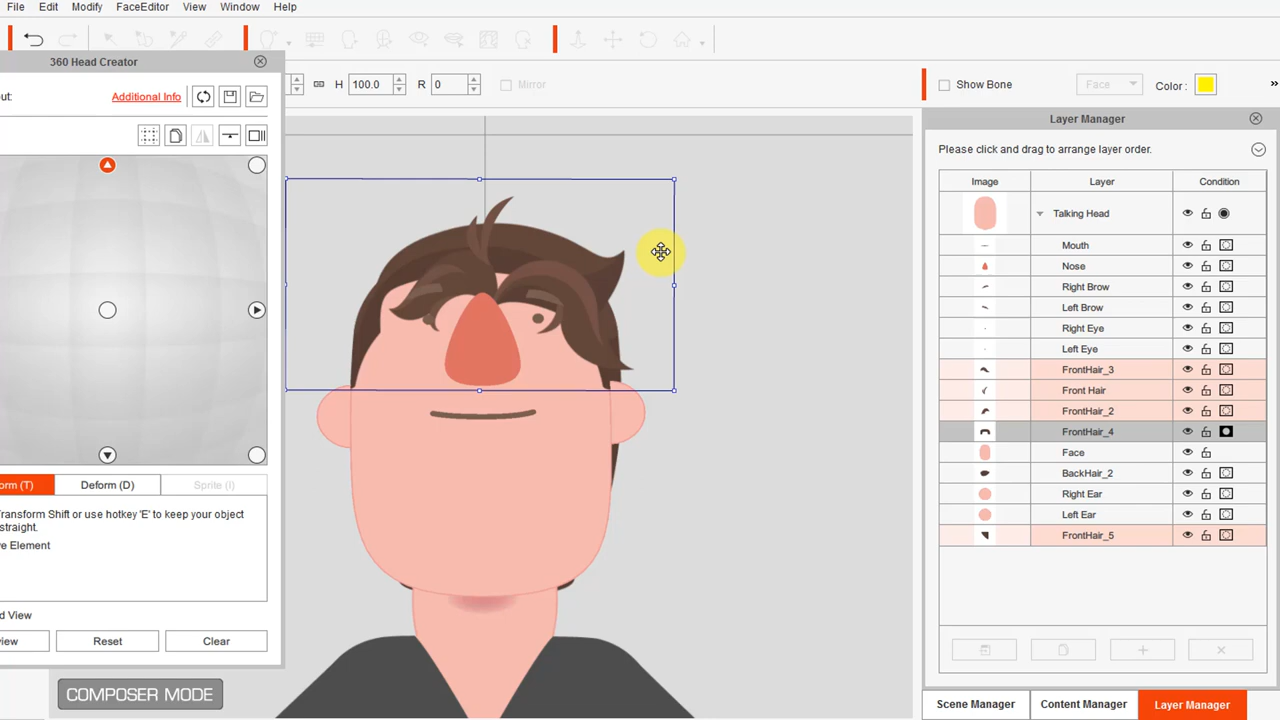 File Edit Modify FaceEditor View Window Help
360 Head Creator
out: Additional Info
H 100.0 R 0 Mirror
Show Bone Face Color : »
Layer Manager
Please click and drag to arrange layer order.
Image Layer Condition
Talking Head
Mouth
Nose
Right Brow
Left Brow
Right Eye
Left Eye
FrontHair_3
Front Hair
FrontHair_2
FrontHair_4
Face
BackHair_2
Right Ear
Left Ear
FrontHair_5
orm (T) Deform (D) Sprite (I)
Transform Shift or use hotkey 'E' to keep your object
straight.
ve Element
d View
view Reset Clear
COMPOSER MODE
Scene Manager Content Manager Layer Manager